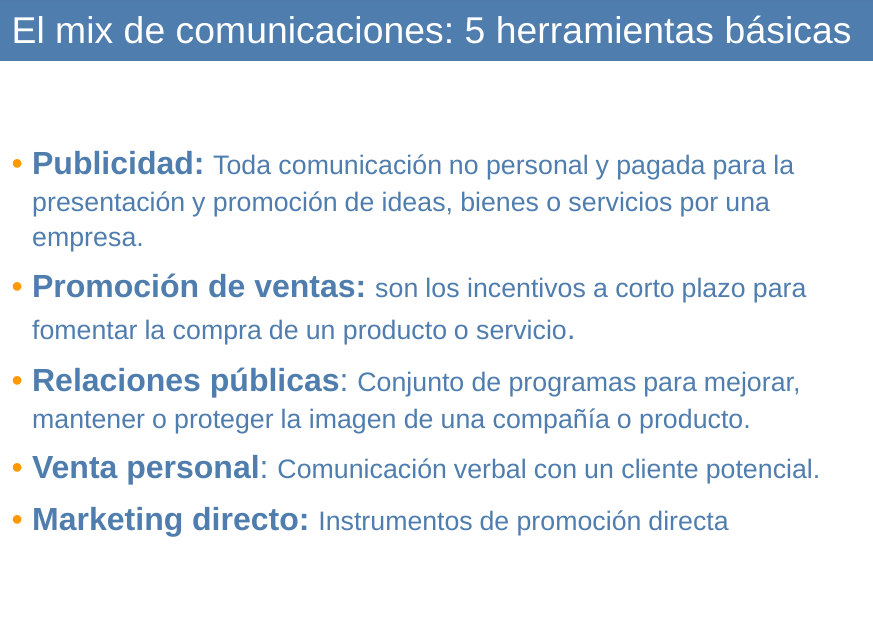 El mix de comunicaciones: 5 herramientas básicas
• Publicidad: Toda comunicación no personal y pagada para la
presentación y promoción de ideas, bienes o servicios por una
empresa.
• Promoción de ventas: son los incentivos a corto plazo para
fomentar la compra de un producto o servicio.
• Relaciones públicas: Conjunto de programas para mejorar,
mantener o proteger la imagen de una compañía o producto.
• Venta personal: Comunicación verbal con un cliente potencial.
• Marketing directo: Instrumentos de promoción directa